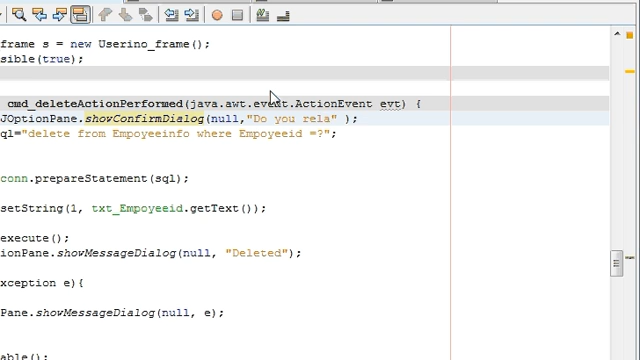 frame s = new Userino_frame();
sible(true);
cmd_deleteActionPerformed(java.awt.event.ActionEvent evt) {
JOptionPane.showConfirmDialog(null,"Do you rela" );
ql="delete from Empoyeeinfo where Empoyeeid =?";
conn.prepareStatement(sql);
setString(1, txt_Empoyeeid.getText());
execute();
ionPane.showMessageDialog(null, "Deleted");
xception e){
Pane.showMessageDialog(null, e);
able();